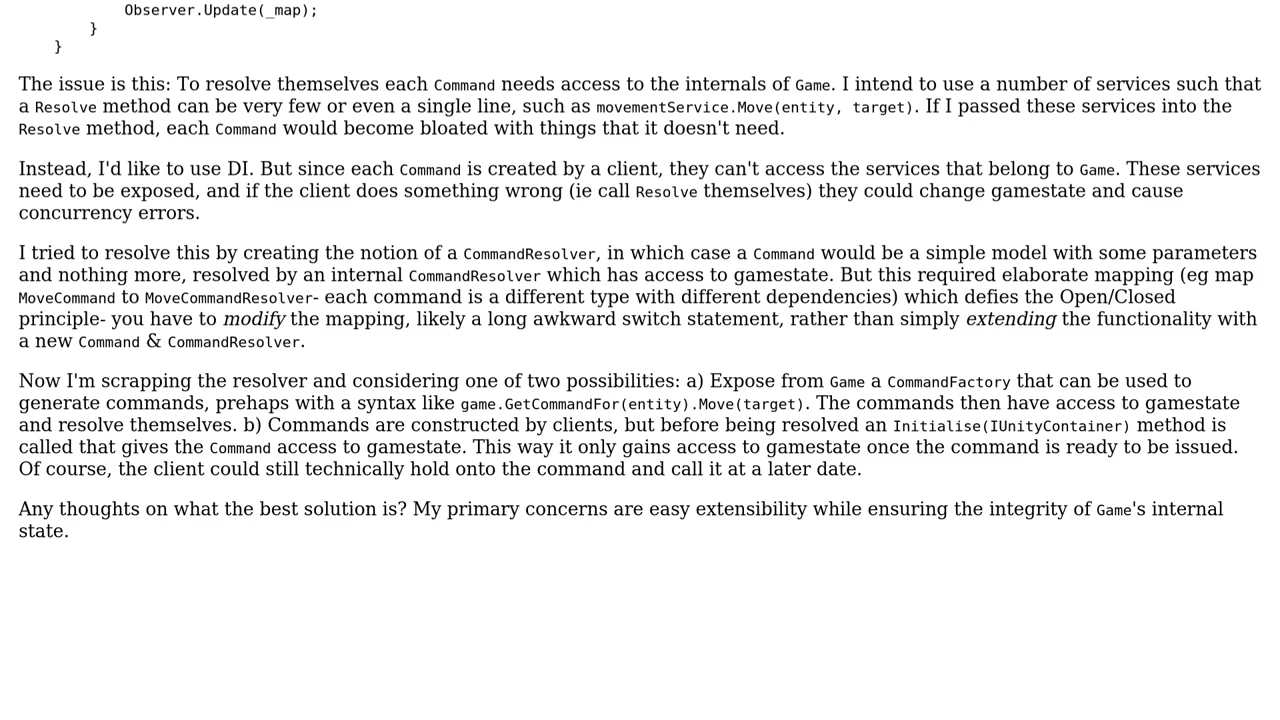 Observer.Update(_map);
}
}
The issue is this: To resolve themselves each Command needs access to the internals of Game. I intend to use a number of services such that
a Resolve method can be very few or even a single line, such as movementService.Move(entity, target). If I passed these services into the
Resolve method, each Command would become bloated with things that it doesn't need.
Instead, I'd like to use DI. But since each Command is created by a client, they can't access the services that belong to Game. These services
need to be exposed, and if the client does something wrong (ie call Resolve themselves) they could change gamestate and cause
concurrency errors.
I tried to resolve this by creating the notion of a CommandResolver, in which case a Command would be a simple model with some parameters
and nothing more, resolved by an internal CommandResolver which has access to gamestate. But this required elaborate mapping (eg map
MoveCommand to MoveCommandResolver- each command is a different type with different dependencies) which defies the Open/Closed
principle- you have to modify the mapping, likely a long awkward switch statement, rather than simply extending the functionality with
a new Command & CommandResolver.
Now I'm scrapping the resolver and considering one of two possibilities: a) Expose from Game a CommandFactory that can be used to
generate commands, prehaps with a syntax like game.GetCommandFor(entity).Move(target). The commands then have access to gamestate
and resolve themselves. b) Commands are constructed by clients, but before being resolved an Initialise(IUnityContainer) method is
called that gives the Command access to gamestate. This way it only gains access to gamestate once the command is ready to be issued.
Of course, the client could still technically hold onto the command and call it at a later date.
Any thoughts on what the best solution is? My primary concerns are easy extensibility while ensuring the integrity of Game's internal
state.